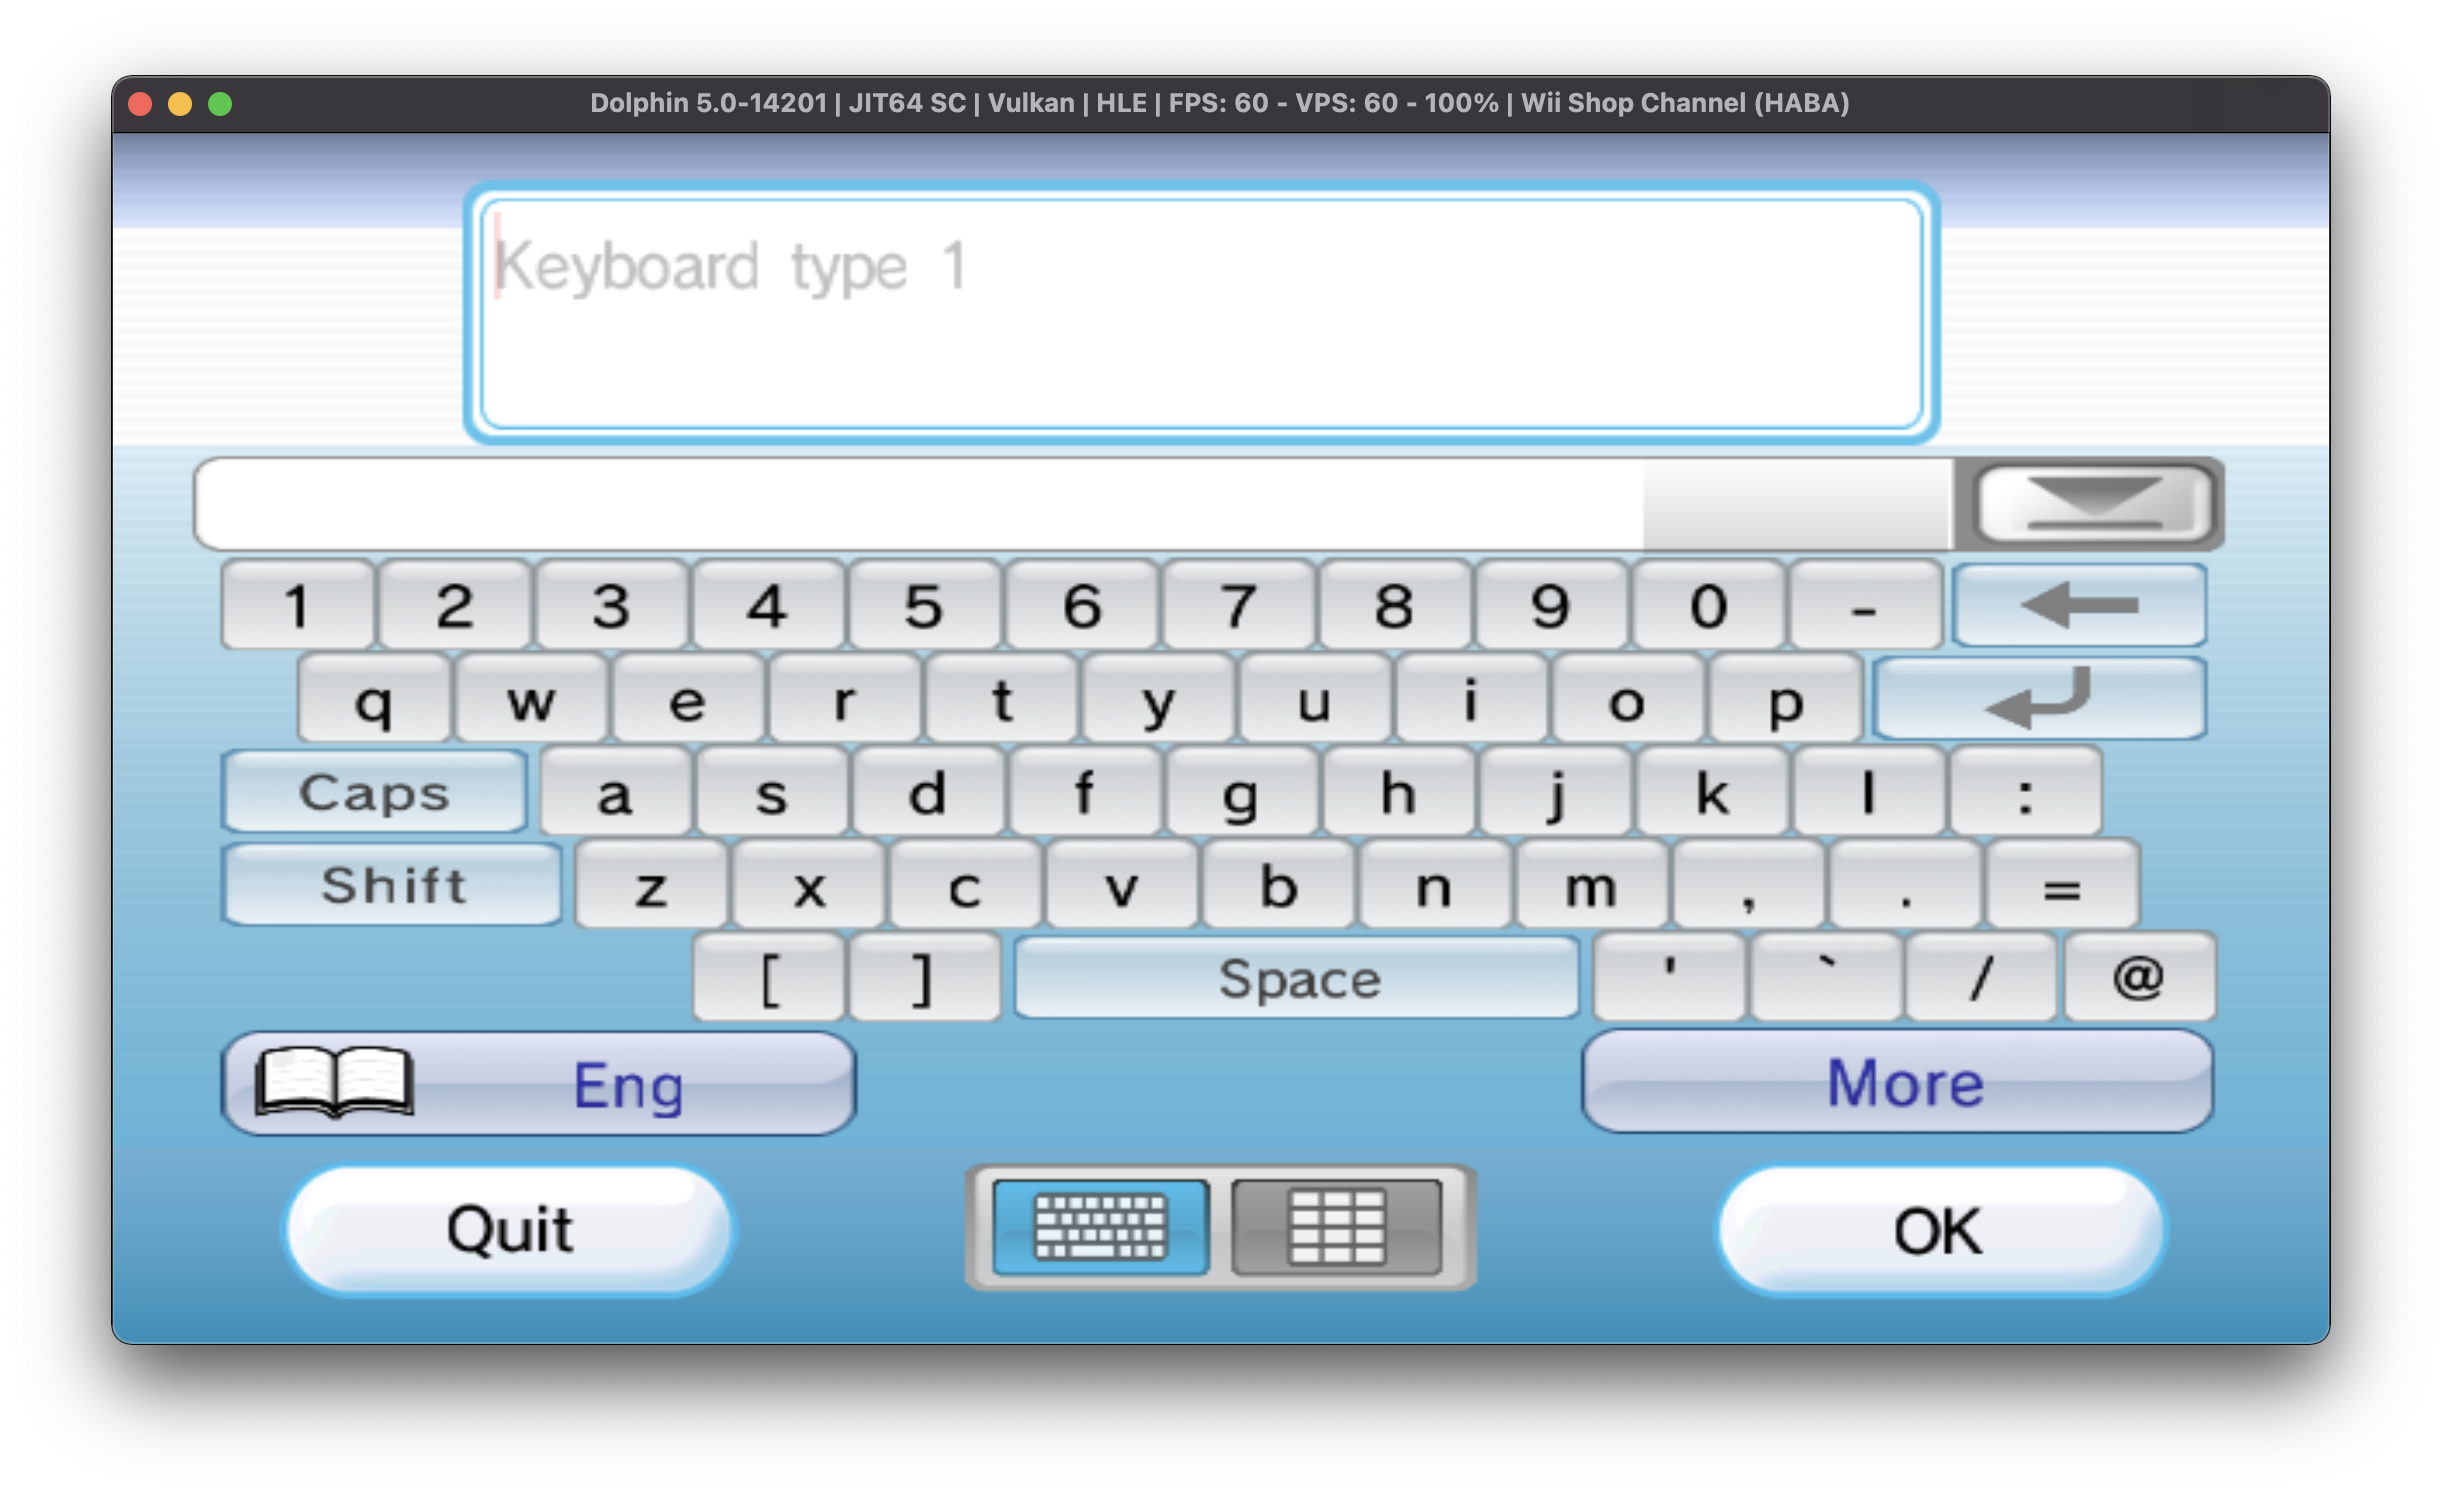 Dolphin 5.0-14201 | JIT64 SC | Vulkan | HLE | FPS: 60 - VPS: 60 - 100% | Wii Shop Channel (HABA)
Keyboard type 1
1 2 3 4 5 6 7 8 9 0 -
q w e r t y u i o p
Caps a s d f g h j k l :
Shift z x c v b n m , . =
[ ] Space ' ` / @
Eng More
Quit OK